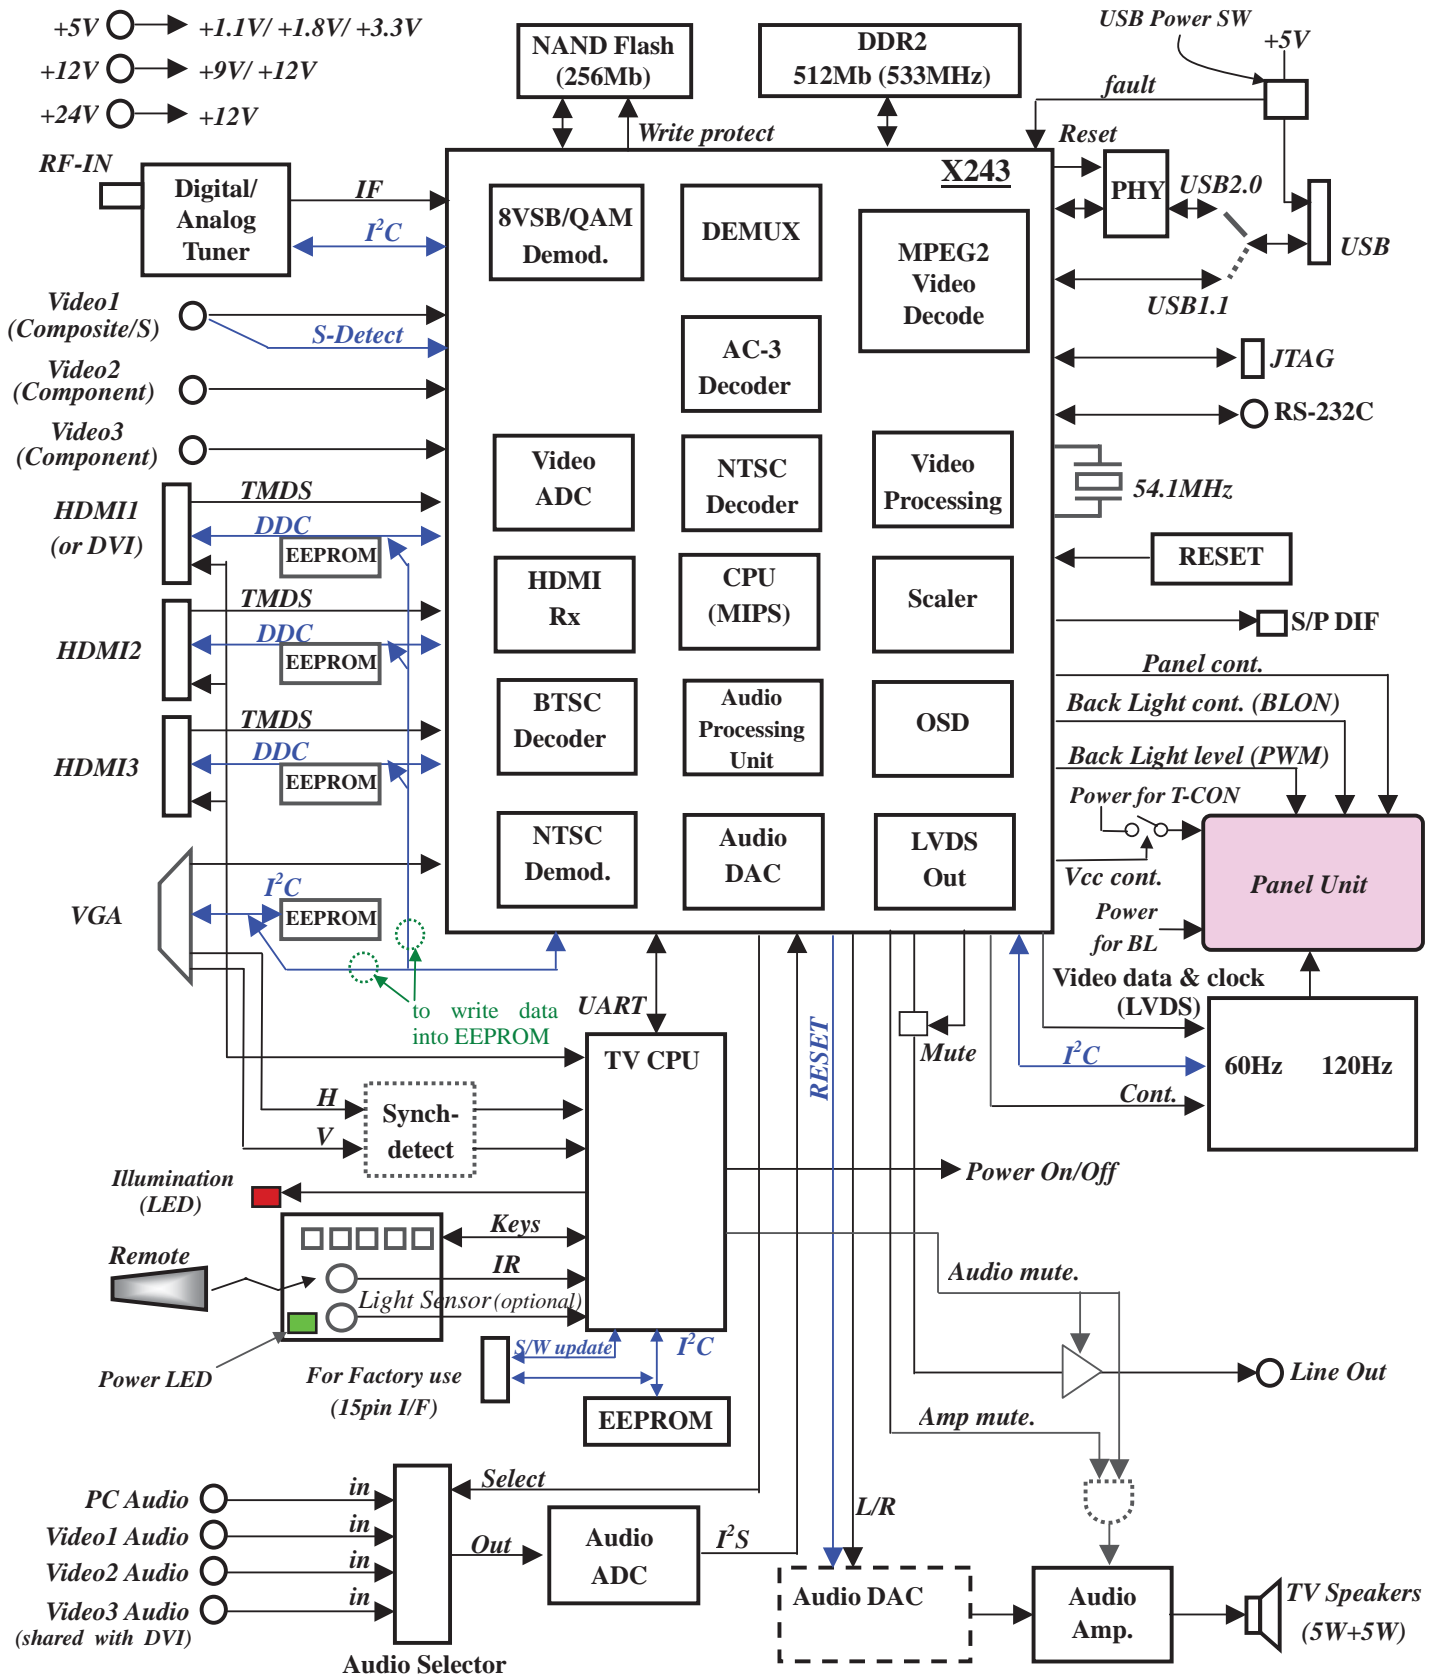 +5V
+1.1V/ +1.8V/ +3.3V
+12V
+9V/ +12V
+24V
+12V
NAND Flash
(256Mb)
DDR2
512Mb (533MHz)
USB Power SW
+5V
fault
Write protect
Reset
RF-IN
Digital/
Analog
Tuner
IF
I²C
X243
8VSB/QAM
Demod.
DEMUX
MPEG2
Video
Decode
PHY
USB2.0
USB
USB1.1
Video1
(Composite/S)
S-Detect
Video2
(Component)
Video3
(Component)
AC-3
Decoder
JTAG
RS-232C
Video
ADC
NTSC
Decoder
Video
Processing
54.1MHz
HDMI1
(or DVI)
TMDS
DDC
EEPROM
HDMI
Rx
CPU
(MIPS)
Scaler
RESET
HDMI2
TMDS
DDC
EEPROM
S/P DIF
Panel cont.
Back Light cont. (BLON)
Back Light level (PWM)
HDMI3
TMDS
DDC
EEPROM
BTSC
Decoder
Audio
Processing
Unit
OSD
Power for T-CON
NTSC
Demod.
Audio
DAC
LVDS
Out
Vcc cont.
Panel Unit
Power
for BL
VGA
I²C
EEPROM
to write data
into EEPROM
UART
RESET
Mute
Video data & clock
(LVDS)
I²C
60Hz
120Hz
Cont.
TV CPU
H
V
Synch-
detect
Illumination
(LED)
Power On/Off
Keys
Remote
IR
Light Sensor (optional)
Audio mute.
Power LED
For Factory use
(15pin I/F)
S/W update
I²C
EEPROM
Line Out
Amp mute.
PC Audio
in
Video1 Audio
in
Video2 Audio
in
Video3 Audio
in
(shared with DVI)
Audio Selector
Select
Out
Audio
ADC
I²S
L/R
Audio DAC
Audio
Amp.
TV Speakers
(5W+5W)